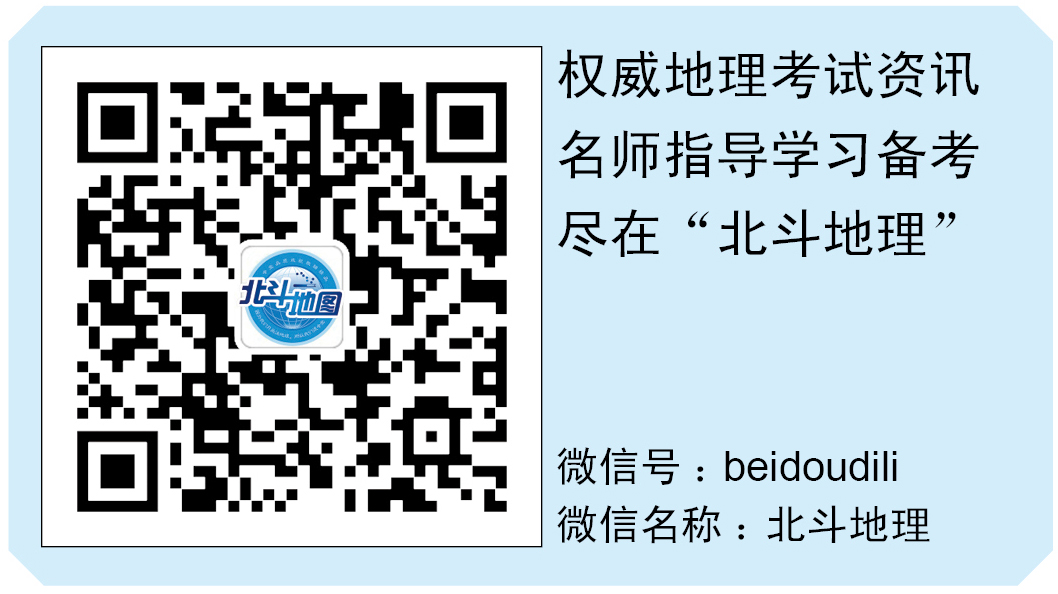 权威地理考试资讯
名师指导学习备考
尽在“北斗地理”
北斗地图
微信号：beidoudili
微信名称：北斗地理